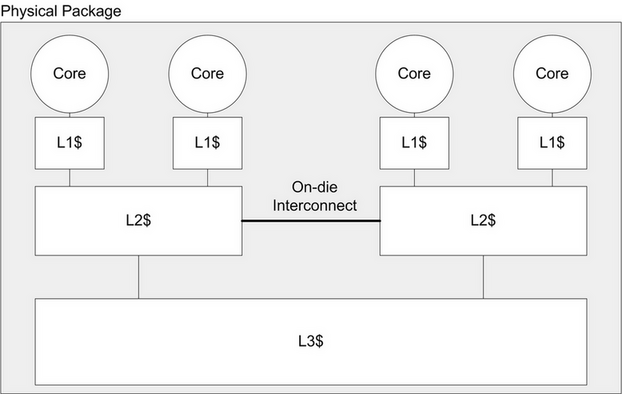 Physical Package
Core
Core
Core
Core
L1$
L1$
L1$
L1$
On-die
Interconnect
L2$
L2$
L3$